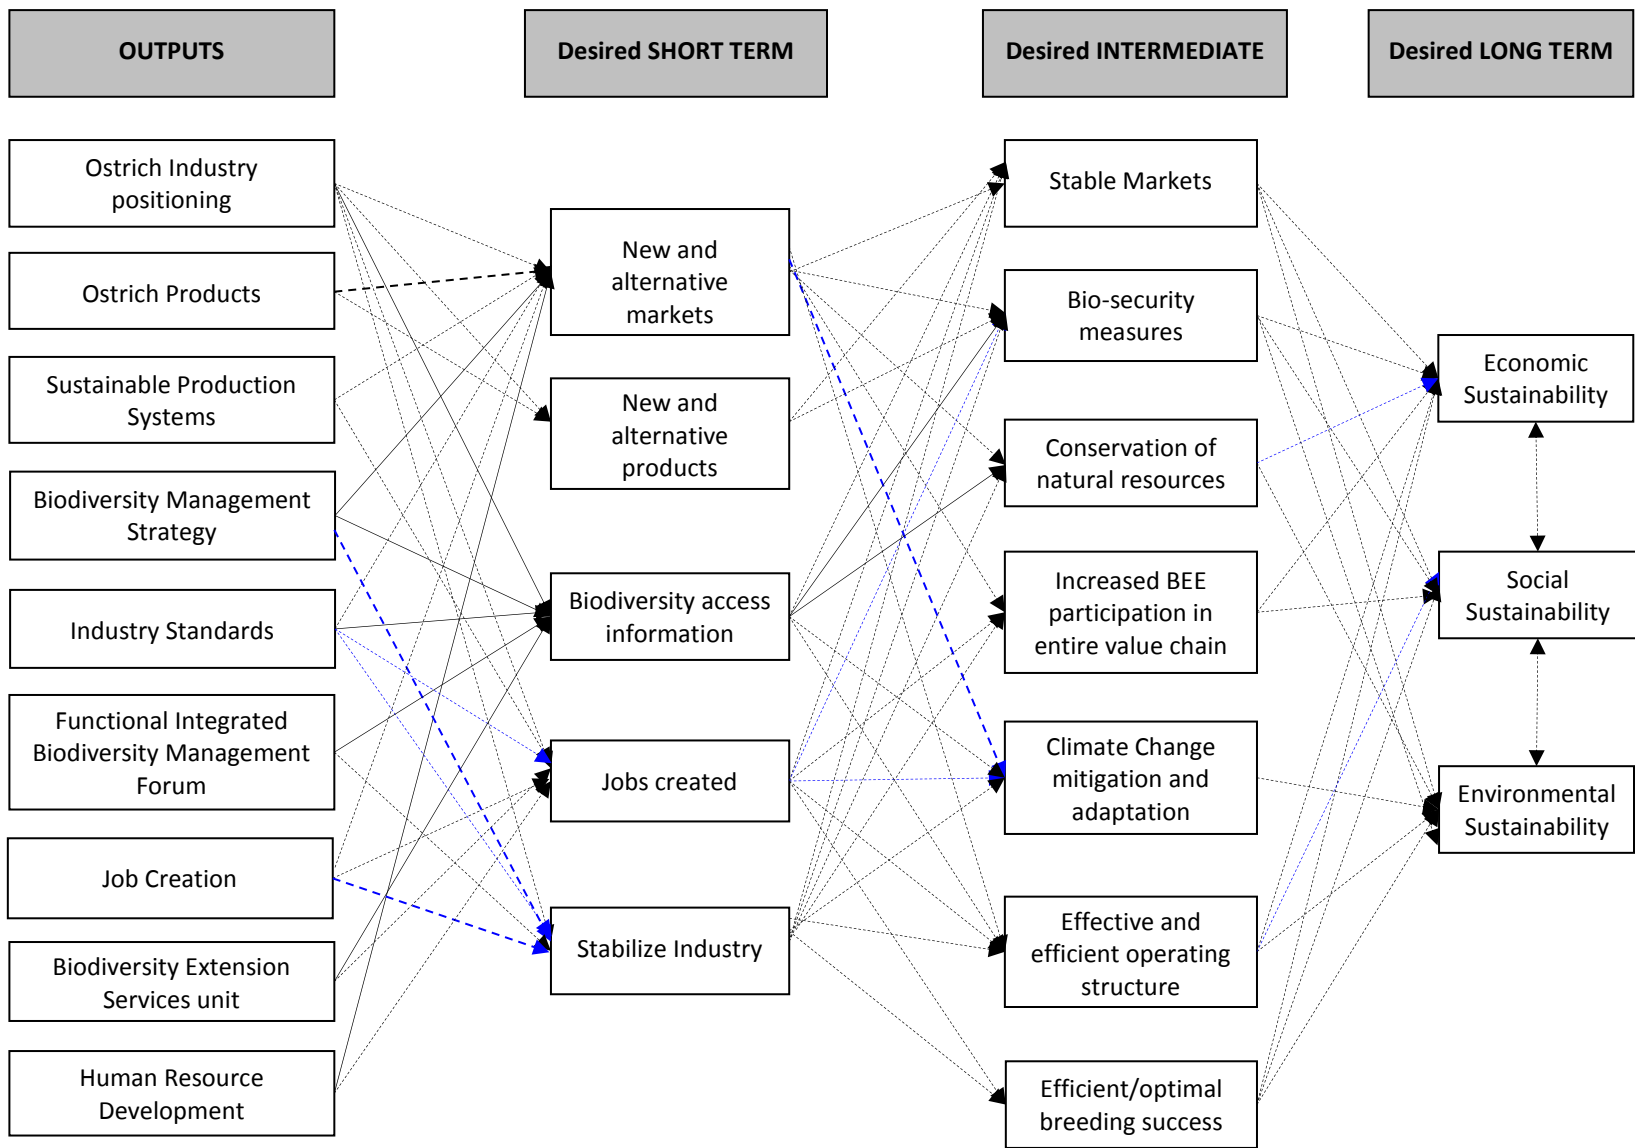 OUTPUTS
Desired SHORT TERM
Desired INTERMEDIATE
Desired LONG TERM
Ostrich Industry
positioning
Ostrich Products
Sustainable Production
Systems
Biodiversity Management
Strategy
Industry Standards
Functional Integrated
Biodiversity Management
Forum
Job Creation
Biodiversity Extension
Services unit
Human Resource
Development
New and
alternative
markets
New and
alternative
products
Biodiversity access
information
Jobs created
Stabilize Industry
Stable Markets
Bio-security
measures
Conservation of
natural resources
Increased BEE
participation in
entire value chain
Climate Change
mitigation and
adaptation
Effective and
efficient operating
structure
Efficient/optimal
breeding success
Economic
Sustainability
Social
Sustainability
Environmental
Sustainability